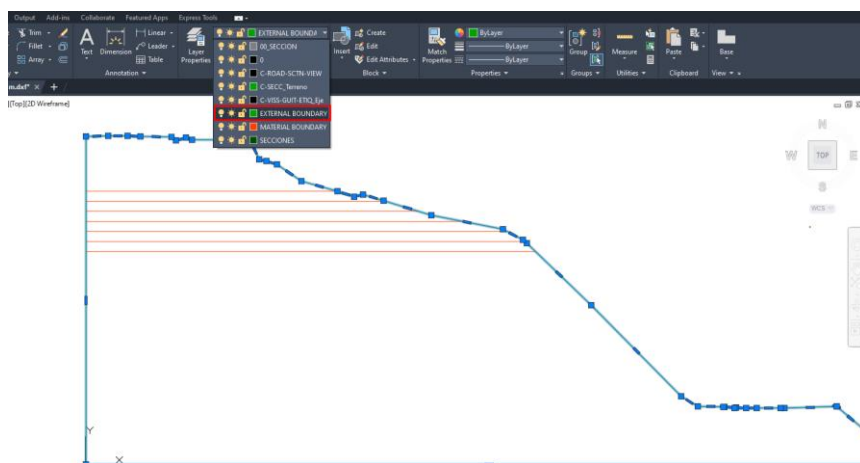 Output Add-ins Collaborate Featured Apps Express Tools
Trim
Fillet
Array
Text
Dimension
Linear
Leader
Table
Annotation
Layer
Properties
EXTERNAL BOUNDA
00_SECCION
0
C-ROAD-SCTN-VIEW
C-SECC_Terreno
C-VISS-GUIT-ETIQ_Eje
EXTERNAL BOUNDARY
MATERIAL BOUNDARY
SECCIONES
Insert
Create
Edit
Edit Attributes
Block
Match
Properties
ByLayer
ByLayer
ByLayer
Properties
Group
Groups
Measure
Utilities
Paste
Clipboard
Base
View
m.dxf*
[Top][2D Wireframe]
N
W TOP E
S
WCS
Y
X